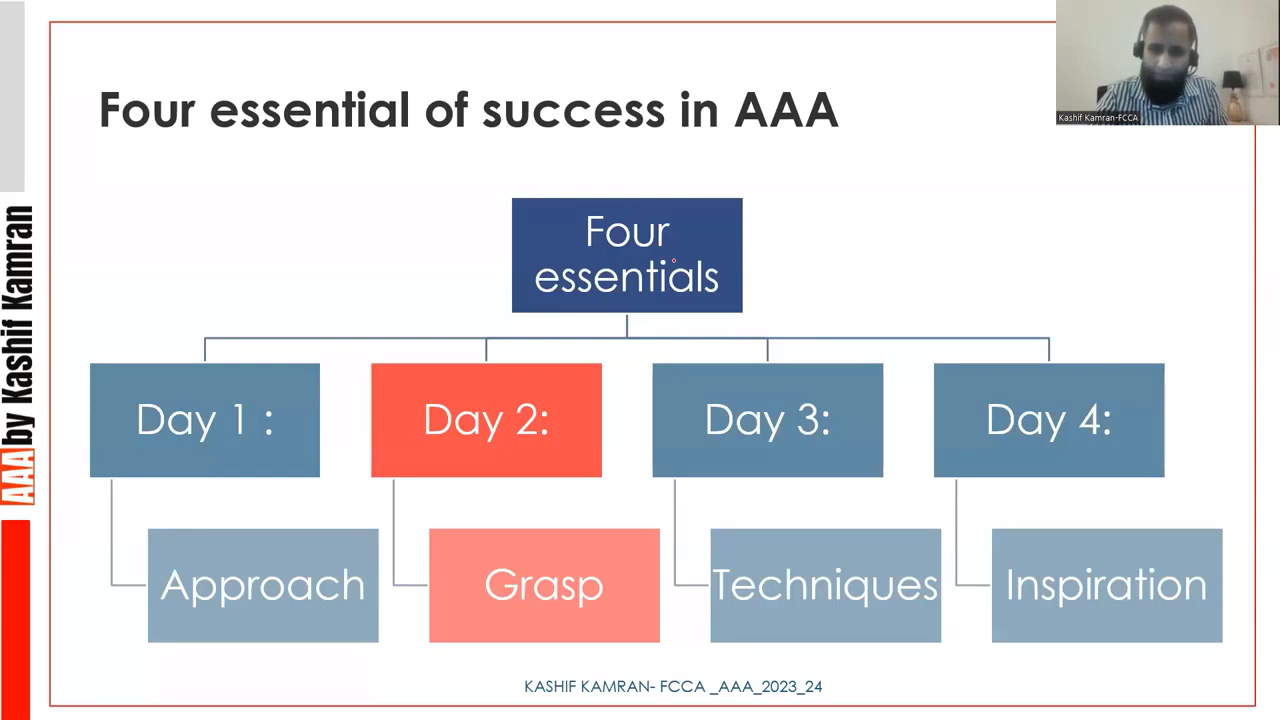 Four essential of success in AAA
Kashif Kamran-FCCA
AAA by Kashif Kamran
Four
essentials
Day 1 :
Day 2:
Day 3:
Day 4:
Approach
Grasp
Techniques
Inspiration
KASHIF KAMRAN- FCCA _AAA_2023_24